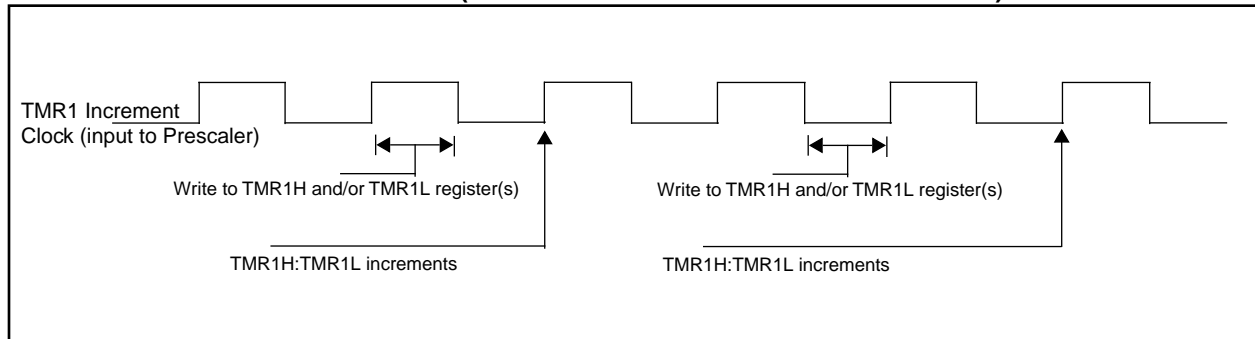 TMR1 Increment
Clock (input to Prescaler)
Write to TMR1H and/or TMR1L register(s)
Write to TMR1H and/or TMR1L register(s)
TMR1H:TMR1L increments
TMR1H:TMR1L increments